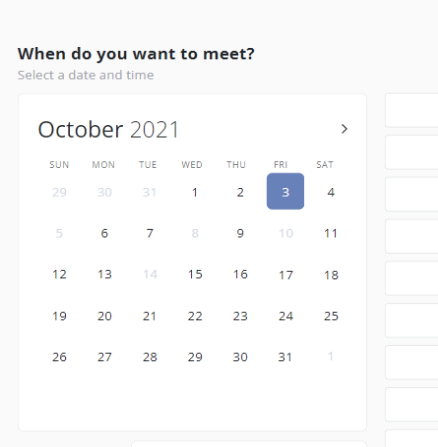 When do you want to meet?
Select a date and time
October 2021
SUN MON TUE WED THU FRI SAT
29 30 31 1 2 3 4
5 6 7 8 9 10 11
12 13 14 15 16 17 18
19 20 21 22 23 24 25
26 27 28 29 30 31 1